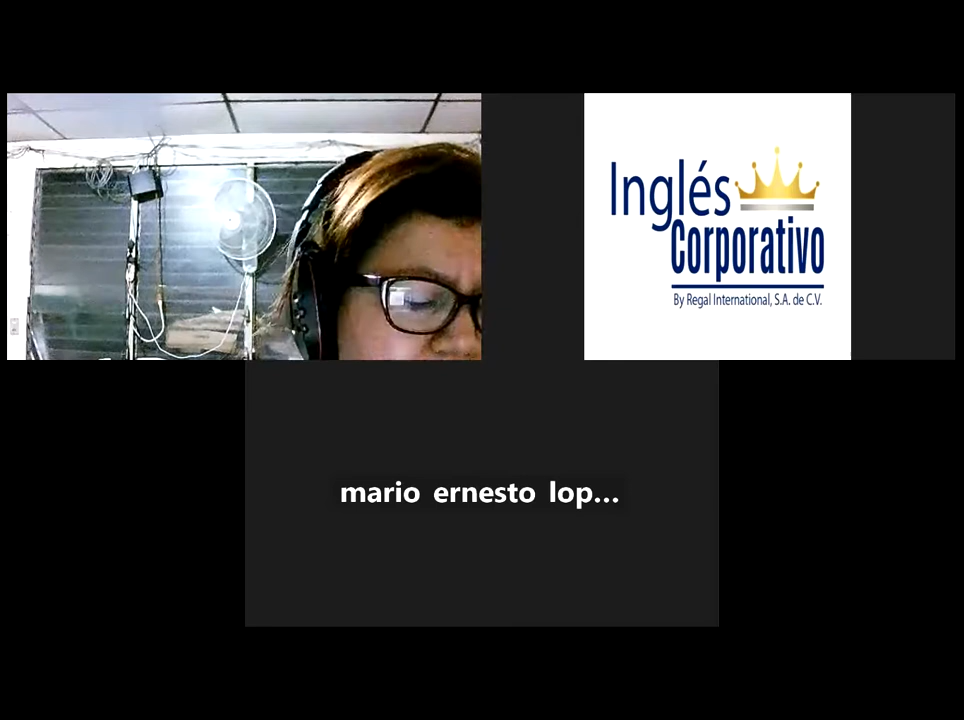 Inglés
Corporativo
By Regal International, S.A. de C.V.
mario ernesto lop...